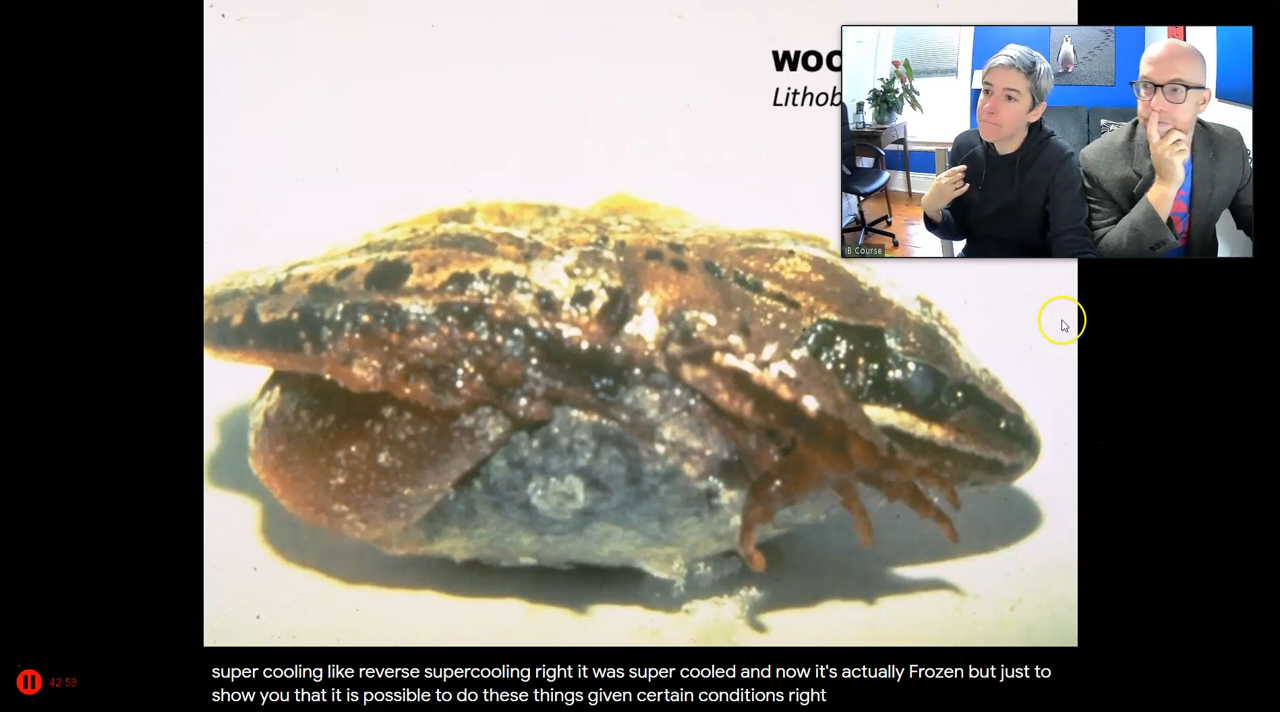 WOO
Lithob
IB Course
super cooling like reverse supercooling right it was super cooled and now it's actually Frozen but just to
show you that it is possible to do these things given certain conditions right
42:58